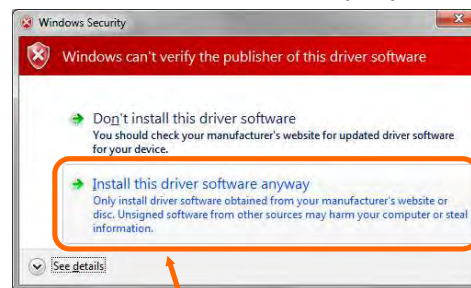 Windows Security
Windows can't verify the publisher of this driver software
Don't install this driver software
You should check your manufacturer's website for updated driver software
for your device.
Install this driver software anyway
Only install driver software obtained from your manufacturer's website or
disc. Unsigned software from other sources may harm your computer or steal
information.
See details